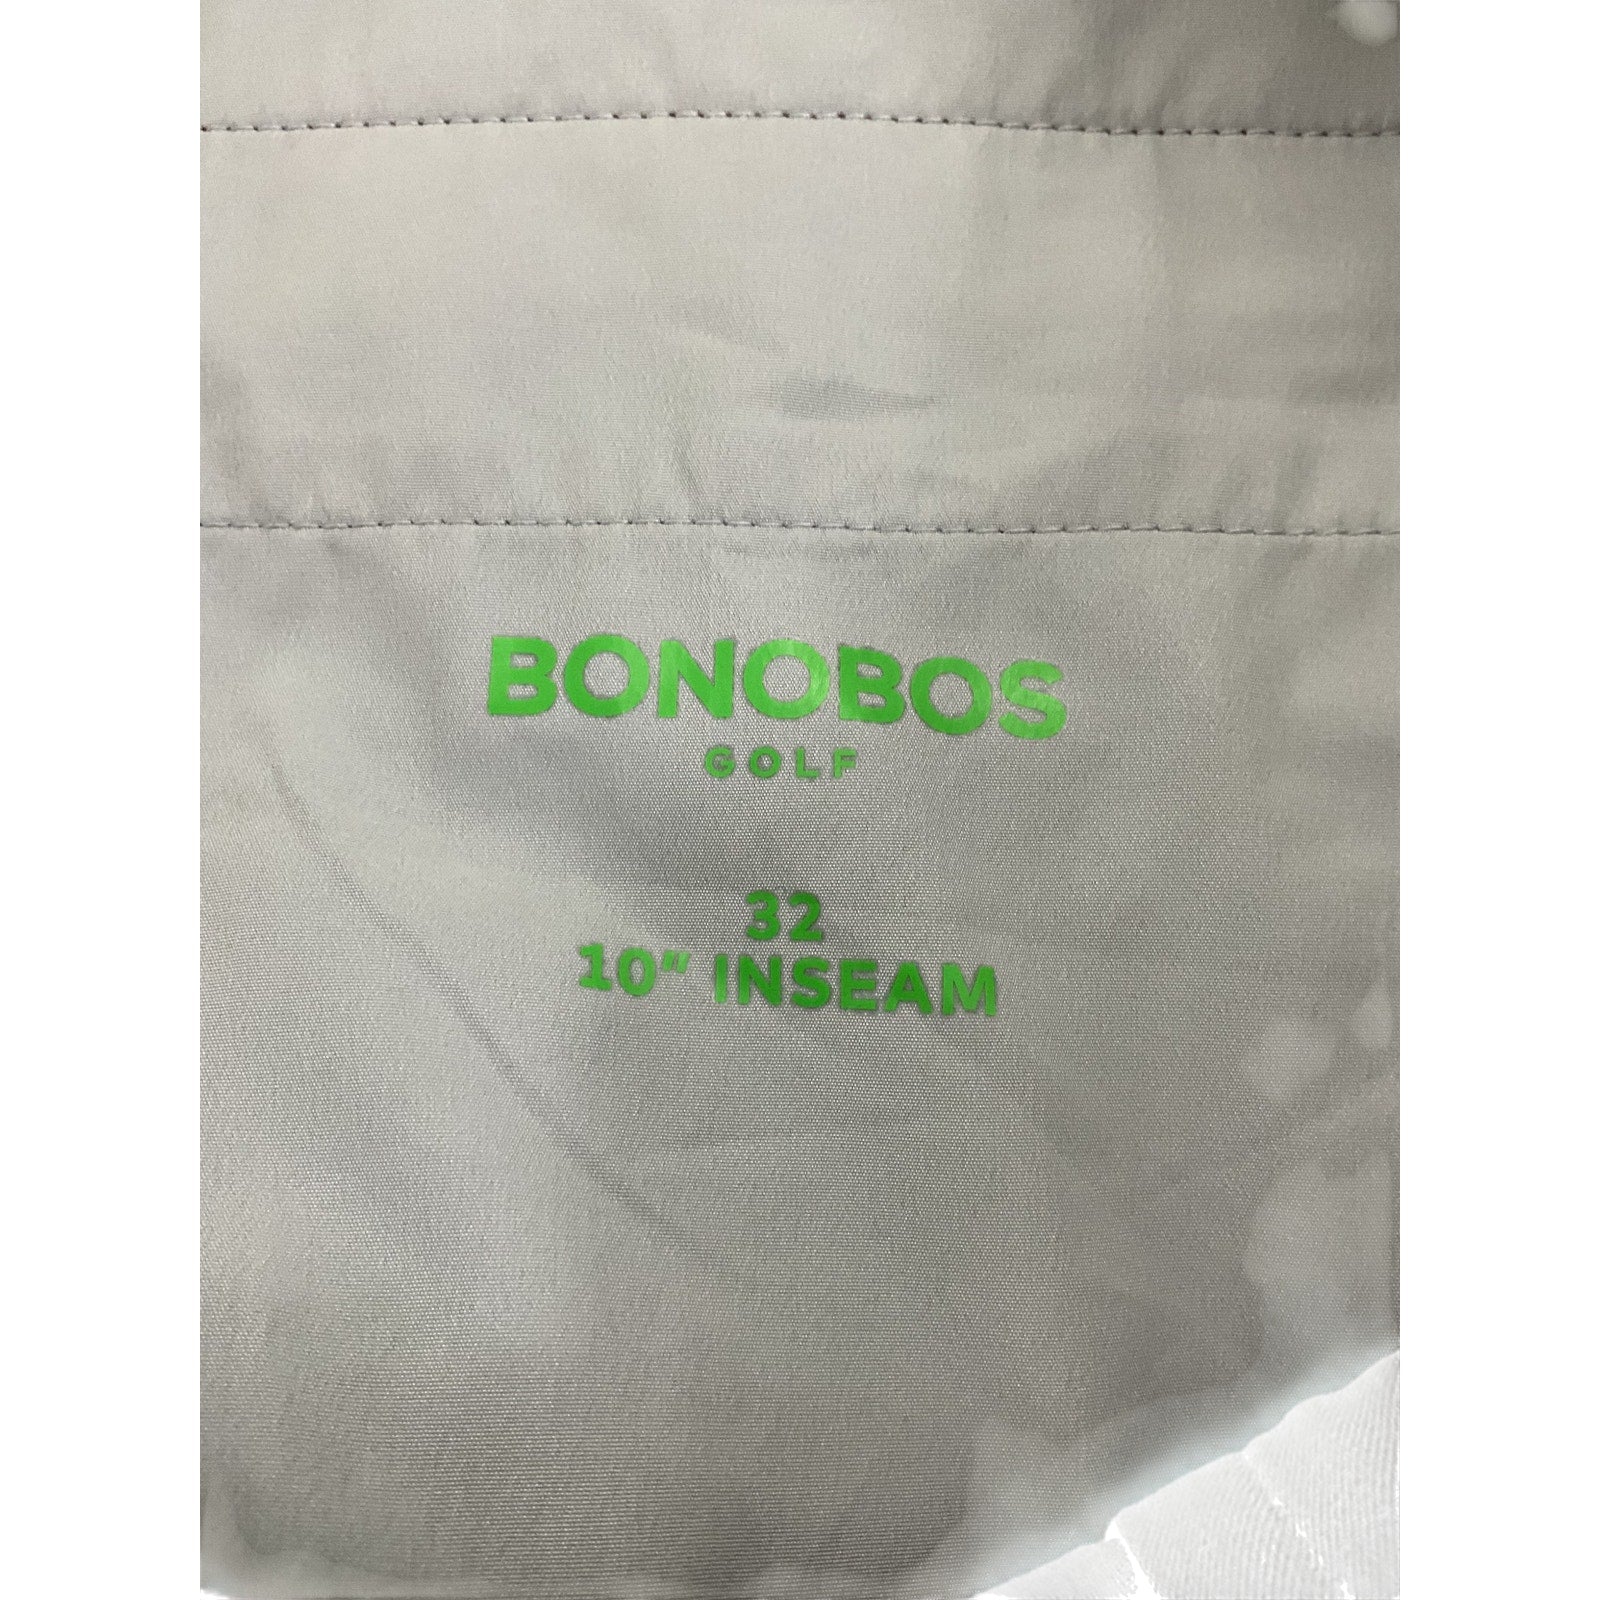 BONOBOS
GOLF
32
10" INSEAM